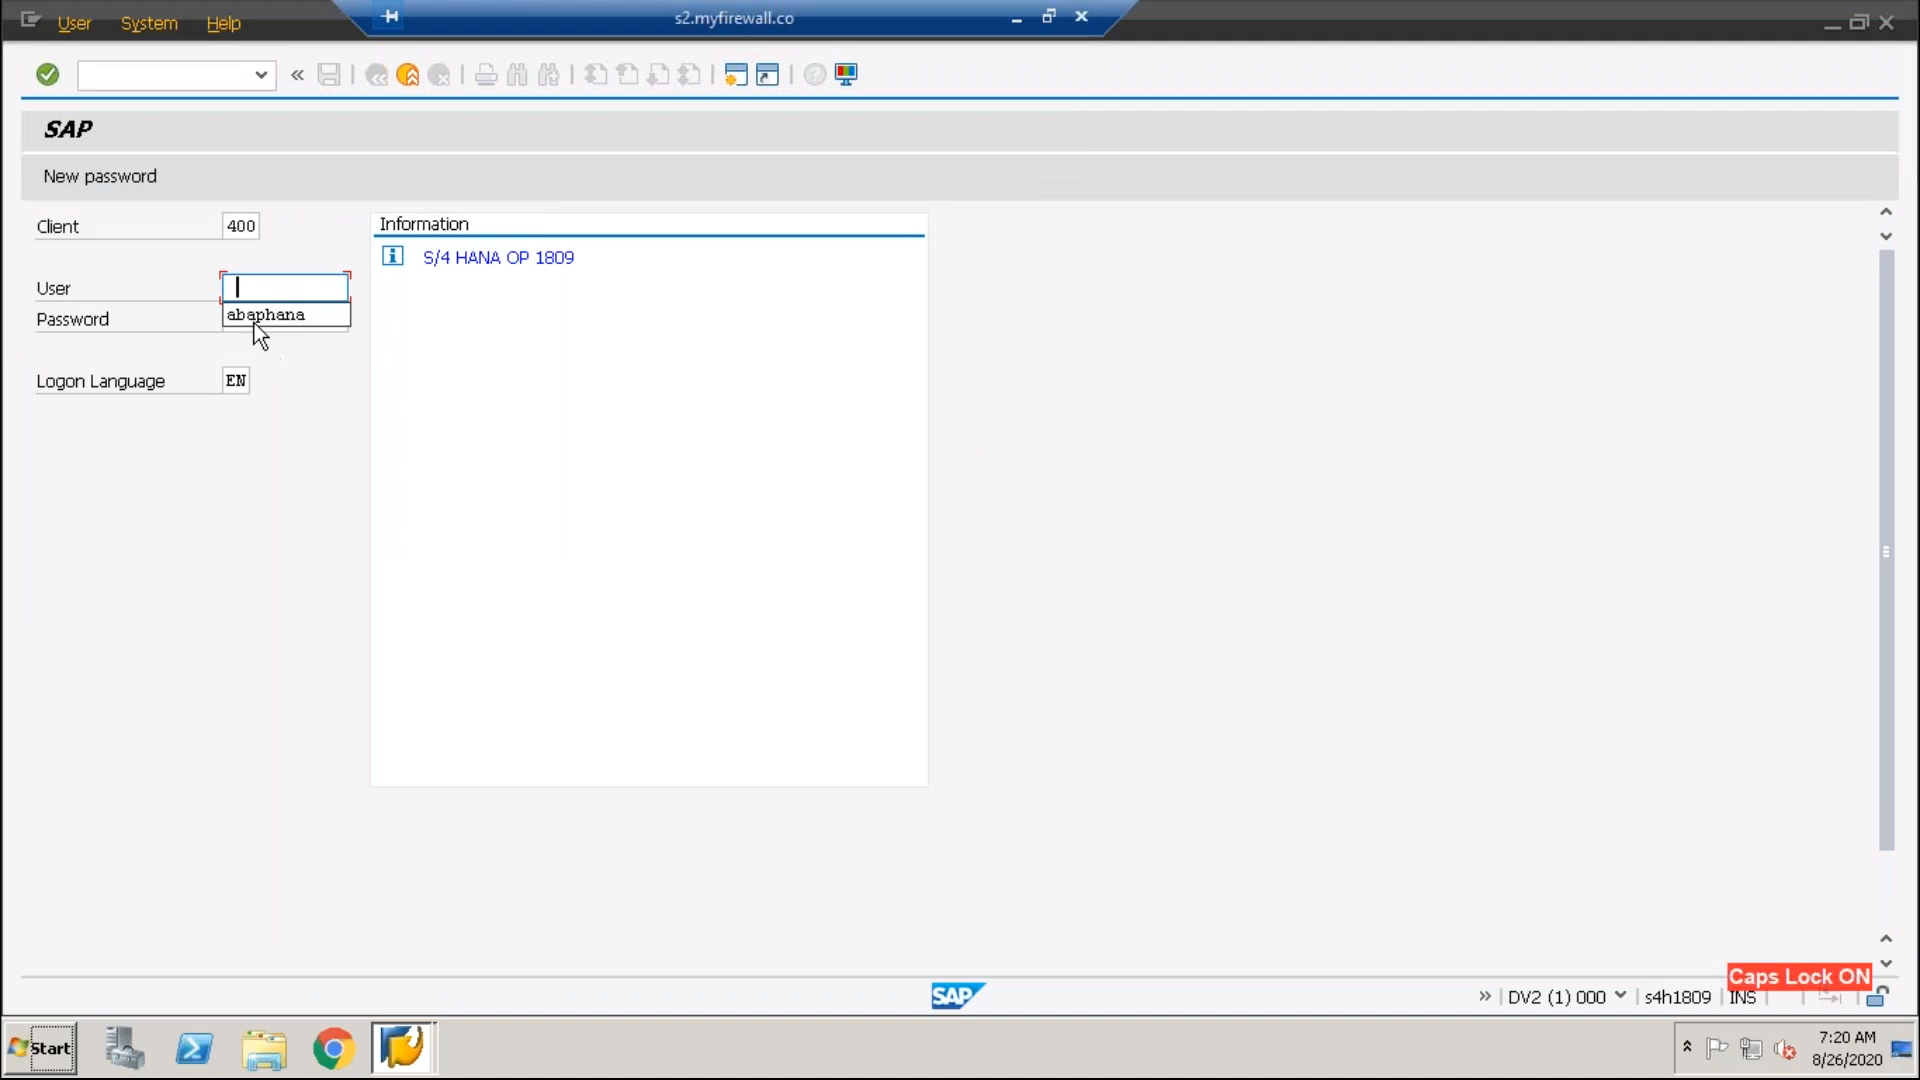 User System Help
s2.myfirewall.co
SAP
New password
Client 400
Information
S/4 HANA OP 1809
User
abaphana
Password
Logon Language EN
Caps Lock ON
SAP
DV2 (1) 000
s4h1809
INS
Start
7:20 AM
8/26/2020